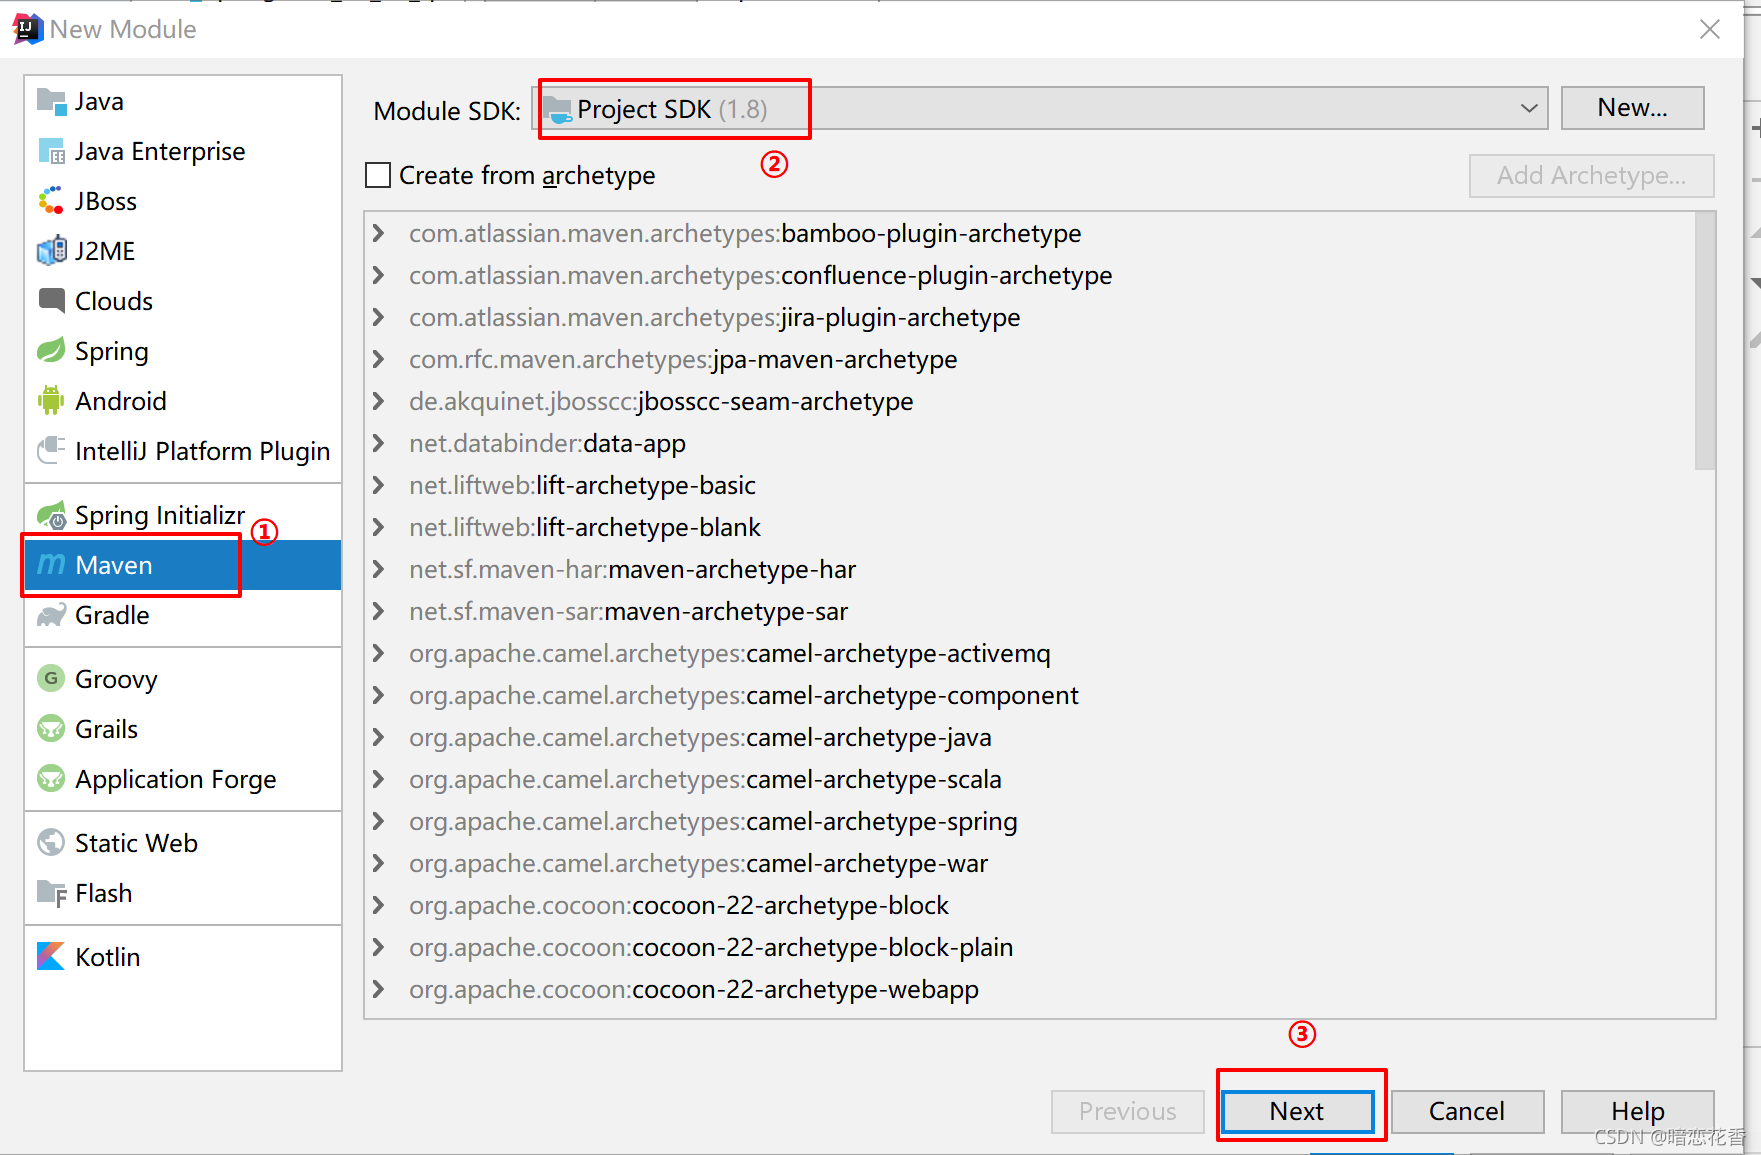 New Module
Java
Java Enterprise
JBoss
J2ME
Clouds
Spring
Android
IntelliJ Platform Plugin
Spring Initializr
①
Maven
Gradle
Groovy
Grails
Application Forge
Static Web
Flash
Kotlin
Module SDK: Project SDK (1.8) New...
②
Create from archetype Add Archetype...
com.atlassian.maven.archetypes:bamboo-plugin-archetype
com.atlassian.maven.archetypes:confluence-plugin-archetype
com.atlassian.maven.archetypes:jira-plugin-archetype
com.rfc.maven.archetypes:jpa-maven-archetype
de.akquinet.jbosscc:jbosscc-seam-archetype
net.databinder:data-app
net.liftweb:lift-archetype-basic
net.liftweb:lift-archetype-blank
net.sf.maven-har:maven-archetype-har
net.sf.maven-sar:maven-archetype-sar
org.apache.camel.archetypes:camel-archetype-activemq
org.apache.camel.archetypes:camel-archetype-component
org.apache.camel.archetypes:camel-archetype-java
org.apache.camel.archetypes:camel-archetype-scala
org.apache.camel.archetypes:camel-archetype-spring
org.apache.camel.archetypes:camel-archetype-war
org.apache.cocoon:cocoon-22-archetype-block
org.apache.cocoon:cocoon-22-archetype-block-plain
org.apache.cocoon:cocoon-22-archetype-webapp
③
Previous Next Cancel Help
CSDN @暗恋花香